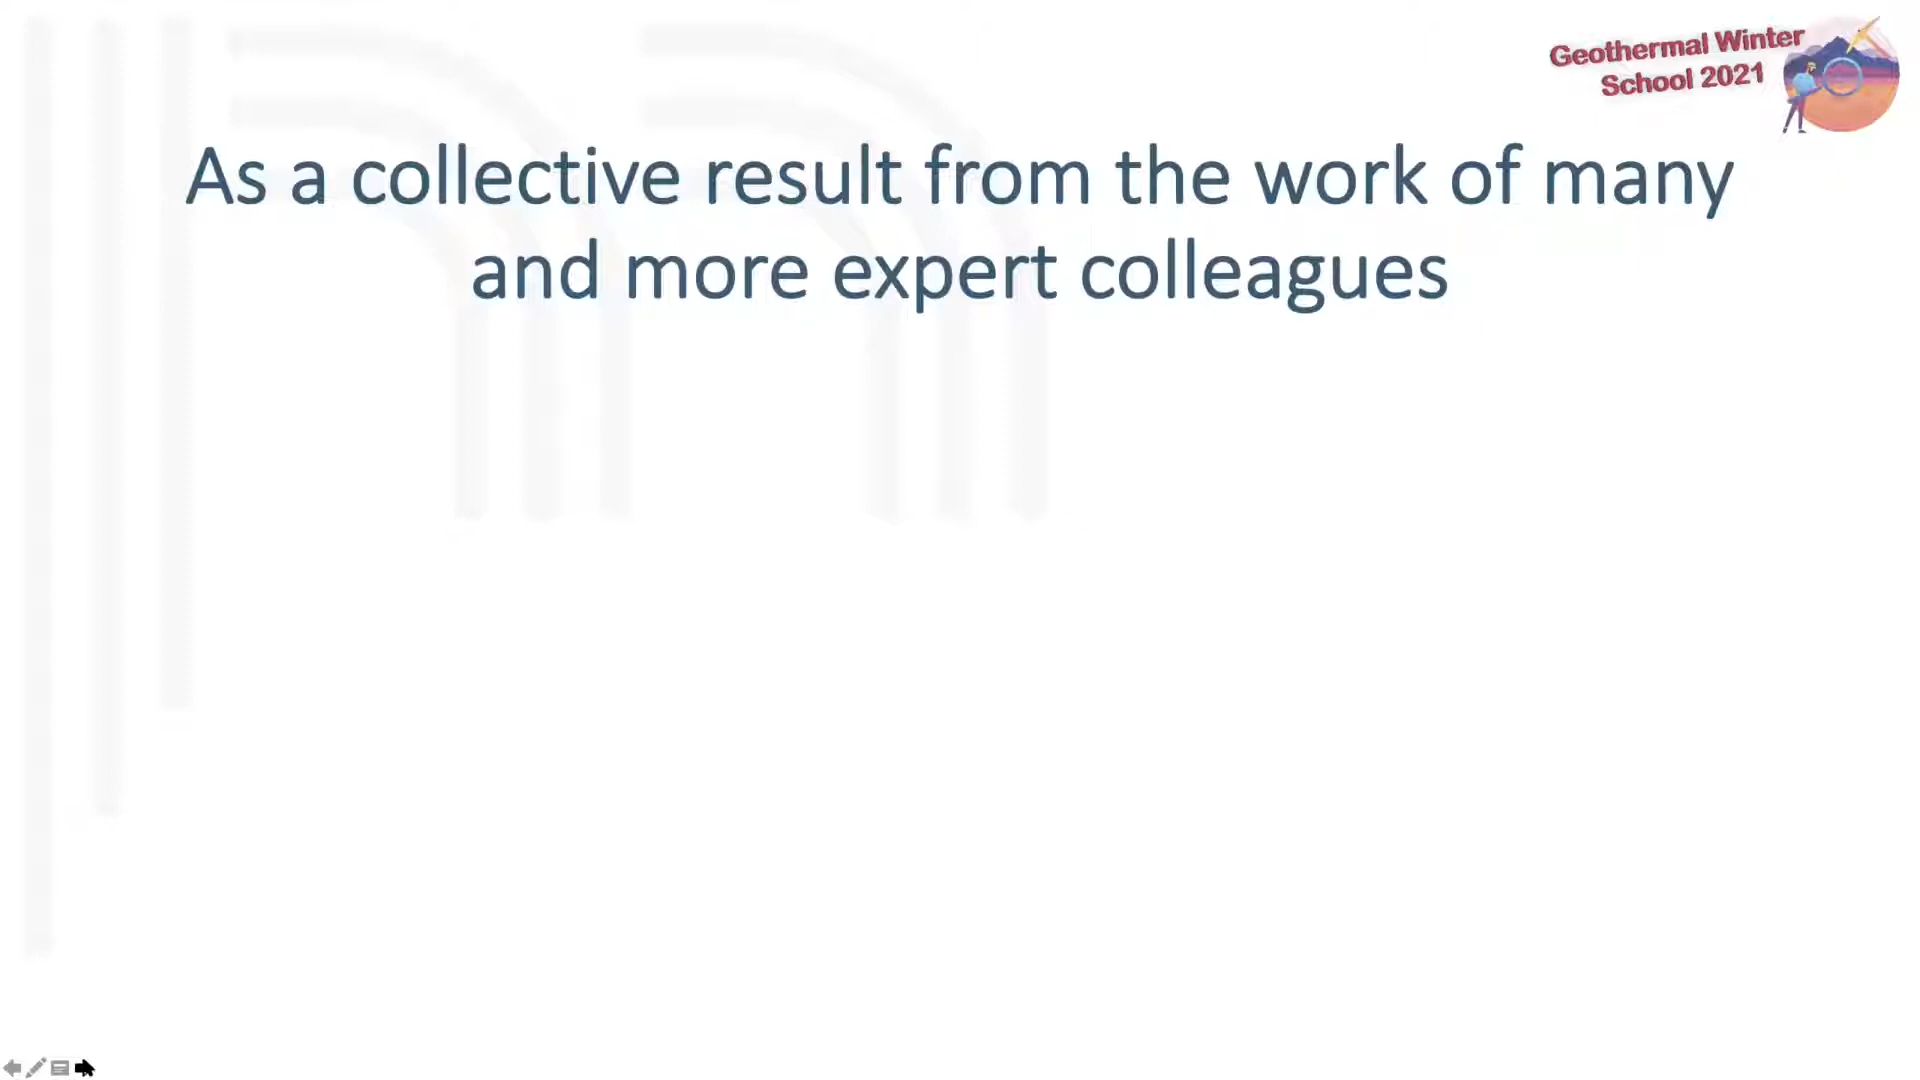 Geothermal Winter
School 2021
As a collective result from the work of many
and more expert colleagues